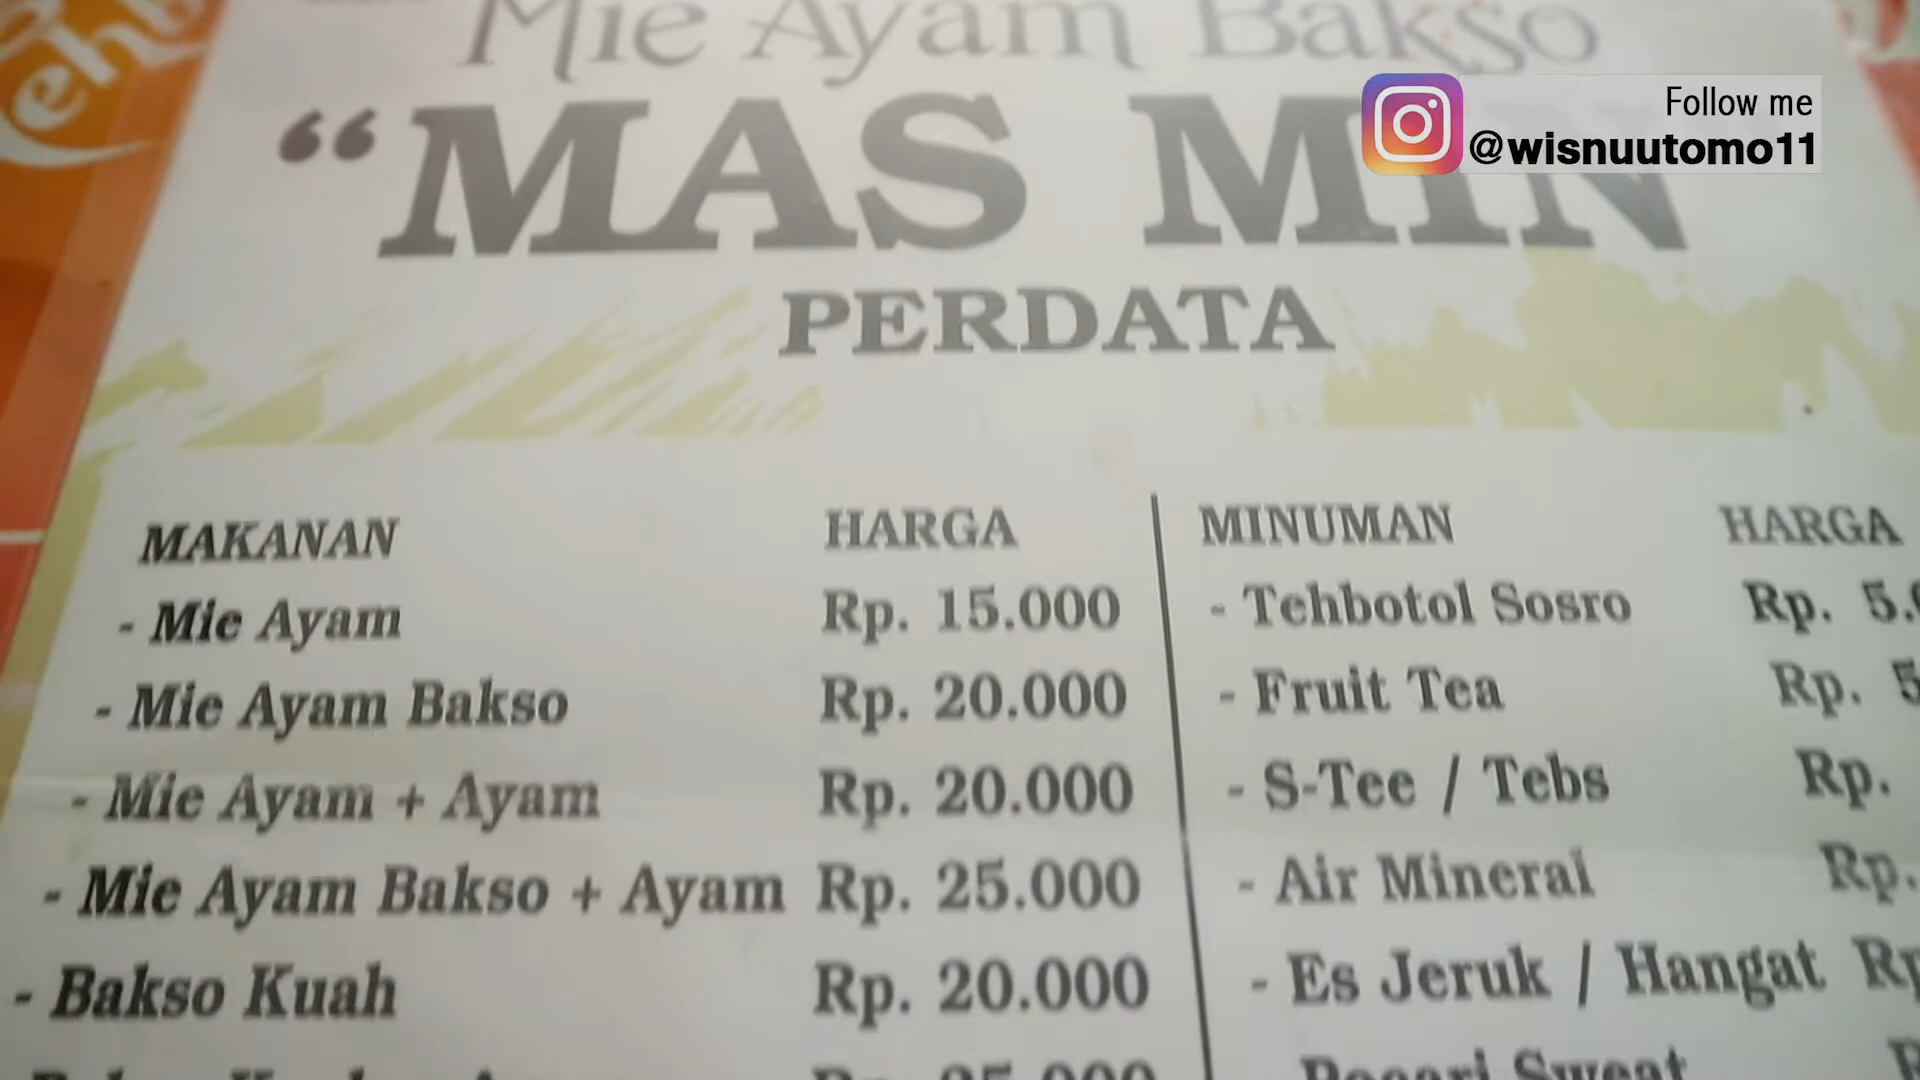 Mie Ayam Bakso
"MAS MIN
PERDATA
Follow me
@wisnuutomo11
MAKANAN HARGA
- Mie Ayam Rp. 15.000
- Mie Ayam Bakso Rp. 20.000
- Mie Ayam + Ayam Rp. 20.000
- Mie Ayam Bakso + Ayam Rp. 25.000
- Bakso Kuah Rp. 20.000
MINUMAN HARGA
- Tehbotol Sosro Rp.
- Fruit Tea Rp.
- S-Tee / Tebs Rp.
- Air Mineral Rp.
- Es Jeruk / Hangat Rp
Pocari Sweat